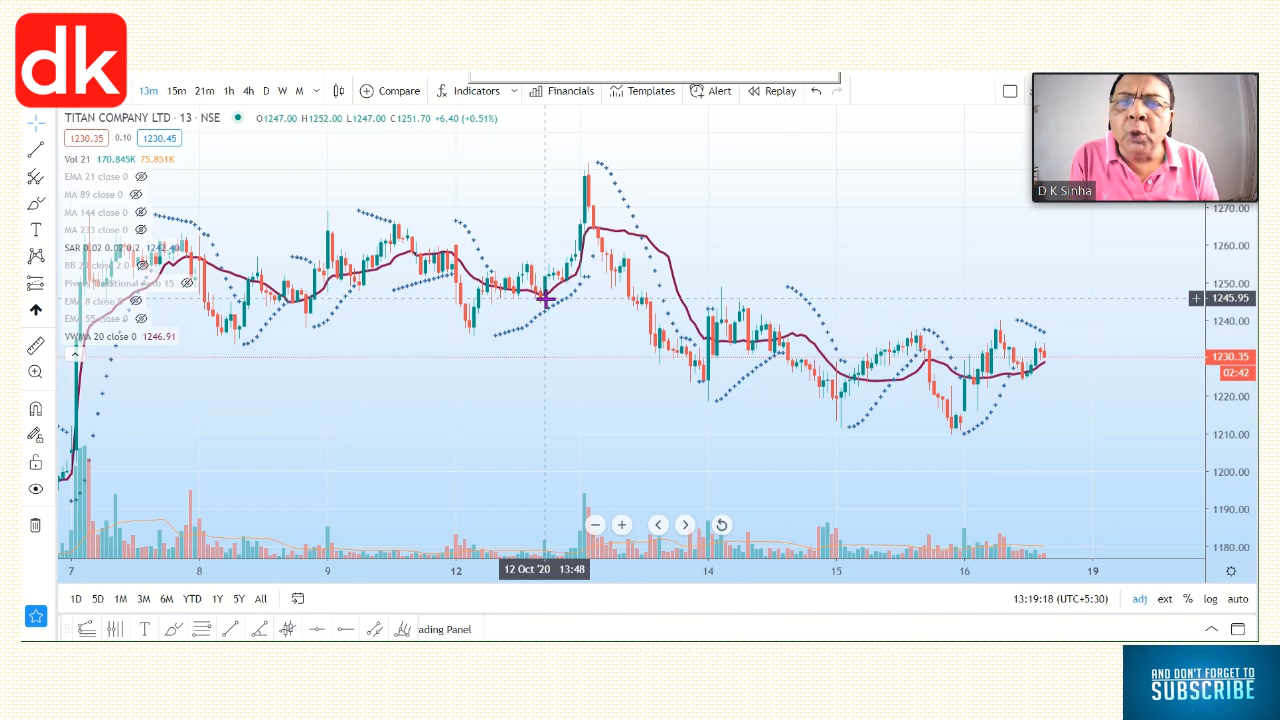 dk
13m 15m 21m 1h 4h D W M Compare Indicators Financials Templates Alert Replay
TITAN COMPANY LTD · 13 · NSE O1247.00 H1252.00 L1247.00 C1251.70 +6.40 (+0.51%)
1230.35 0.10 1230.45
Vol 21 170.845K 75.851K
EMA 21 close 0
MA 89 close 0
MA 144 close 0
MA 233 close 0
SAR 0.02 0.02 0.2 1242.40
BB 20 close 2 0
Pivots Traditional Auto 15
EMA 8 close 0
EMA 55 close 0
VWMA 20 close 0 1246.91
D K Sinha
1270.00
1260.00
1250.00
1245.95
1240.00
1230.35
02:42
1220.00
1210.00
1200.00
1190.00
1180.00
7 8 9 12 12 Oct '20 13:48 14 15 16 19
1D 5D 1M 3M 6M YTD 1Y 5Y All 13:19:18 (UTC+5:30) adj ext % log auto
ading Panel
AND DON'T FORGET TO
SUBSCRIBE